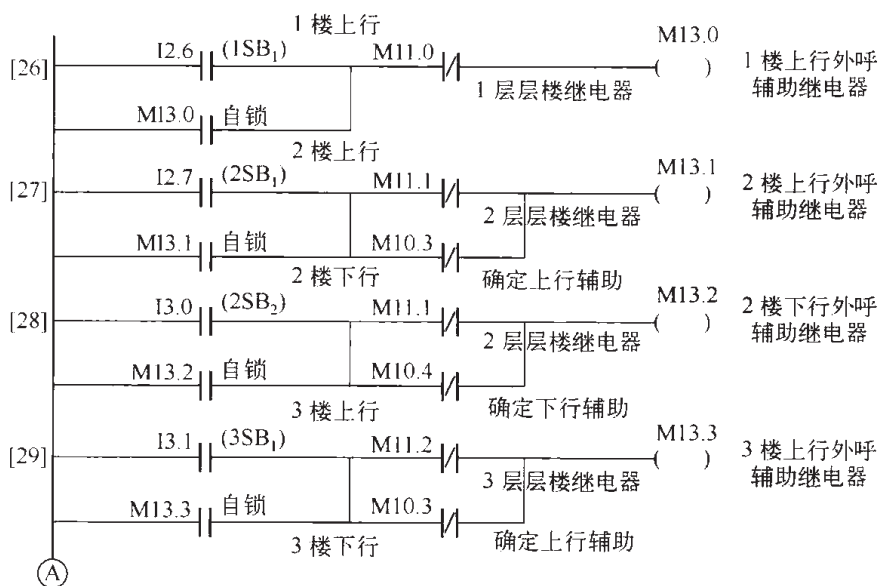 1 楼上行
I2.6 (1SB₁) M11.0 M13.0
[26] 1 层层楼继电器 1 楼上行外呼
辅助继电器
M13.0 自锁
2 楼上行
I2.7 (2SB₁) M11.1 M13.1
[27] 2 层层楼继电器 2 楼上行外呼
辅助继电器
M13.1 自锁 M10.3
2 楼下行 确定上行辅助
I3.0 (2SB₂) M11.1 M13.2
[28] 2 层层楼继电器 2 楼下行外呼
辅助继电器
M13.2 自锁 M10.4
3 楼上行 确定下行辅助
I3.1 (3SB₁) M11.2 M13.3
[29] 3 层层楼继电器 3 楼上行外呼
辅助继电器
M13.3 自锁 M10.3
3 楼下行 确定上行辅助
A